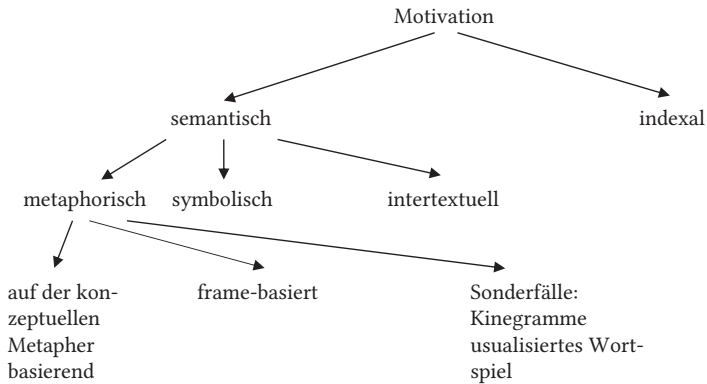 Motivation
semantisch
indexal
metaphorisch
symbolisch
intertextuell
auf der kon-
zeptuellen
Metapher
basierend
frame-basiert
Sonderfälle:
Kinegramme
usualisiertes Wort-
spiel